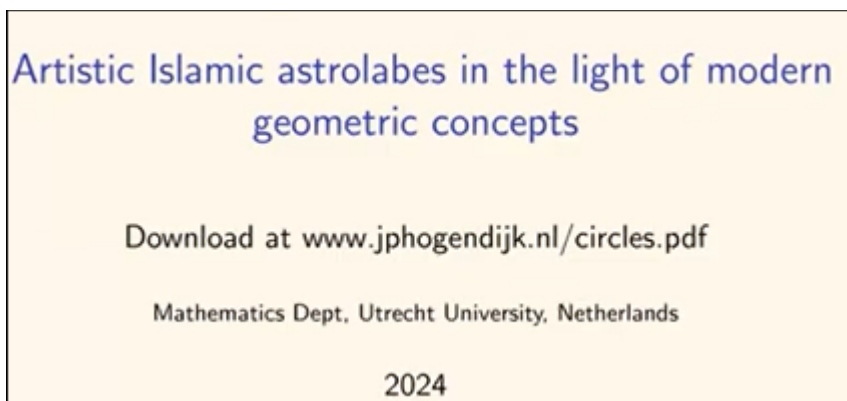 Artistic Islamic astrolabes in the light of modern
geometric concepts
Download at www.jphogendijk.nl/circles.pdf
Mathematics Dept, Utrecht University, Netherlands
2024